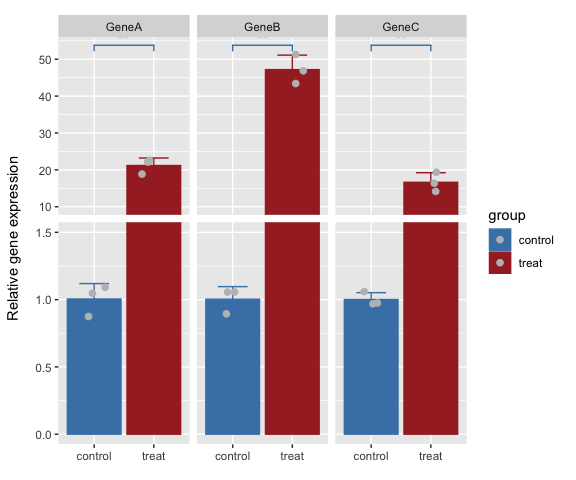 GeneA GeneB GeneC
50
40
30
20
10
1.5
1.0
0.5
0.0
Relative gene expression
control treat control treat control treat
group
control
treat